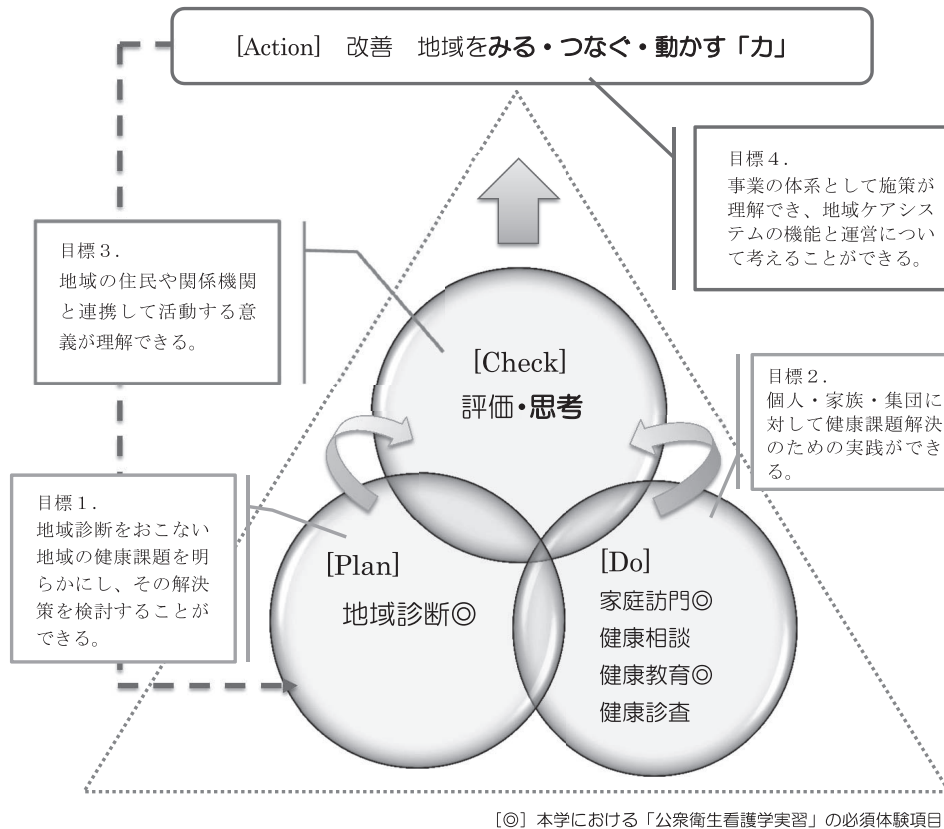 [Action] 改善 地域をみる・つなぐ・動かす「力」
目標４.
事業の体系として施策が
理解でき、地域ケアシス
テムの機能と運営につい
て考えることができる。
目標３.
地域の住民や関係機関
と連携して活動する意
義が理解できる。
[Check]
評価・思考
目標２.
個人・家族・集団に
対して健康課題解決
のための実践ができ
る。
目標１.
地域診断をおこない
地域の健康課題を明
らかにし、その解決
策を検討することが
できる。
[Plan]
地域診断◎
[Do]
家庭訪問◎
健康相談
健康教育◎
健康診査
[◎] 本学における「公衆衛生看護学実習」の必須体験項目